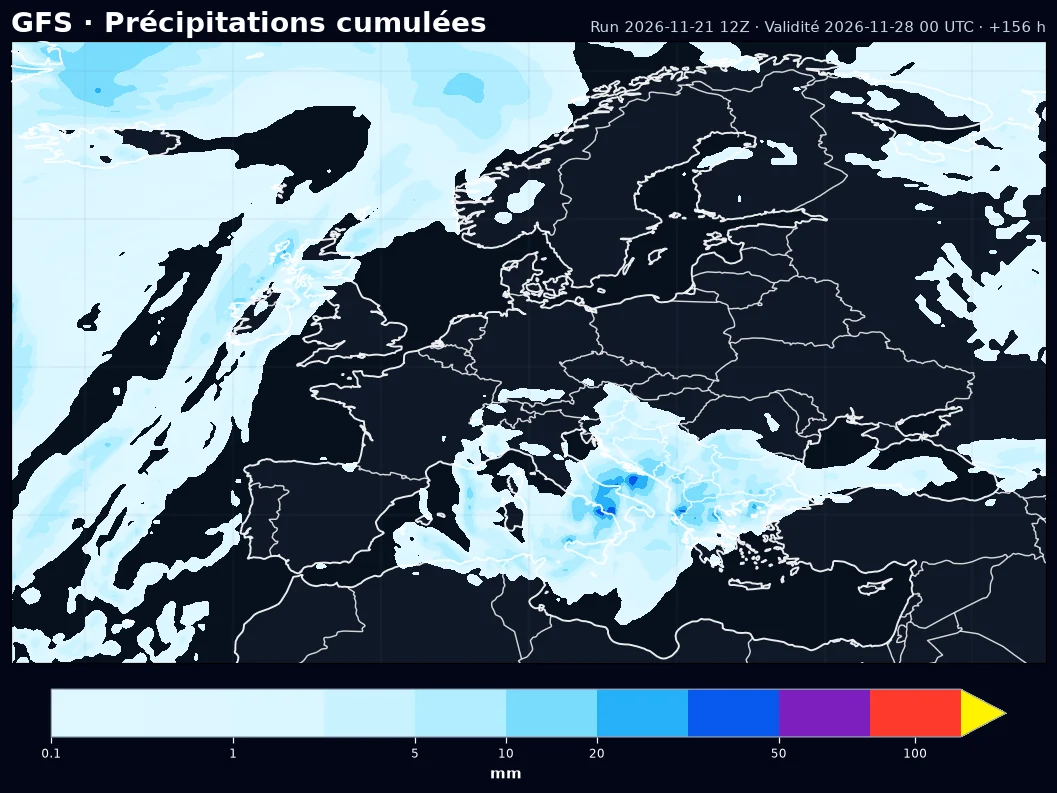 GFS · Précipitations cumulées
Run 2026-11-21 12Z · Validité 2026-11-28 00 UTC · +156 h
0.1 1 5 10 20 50 100
mm